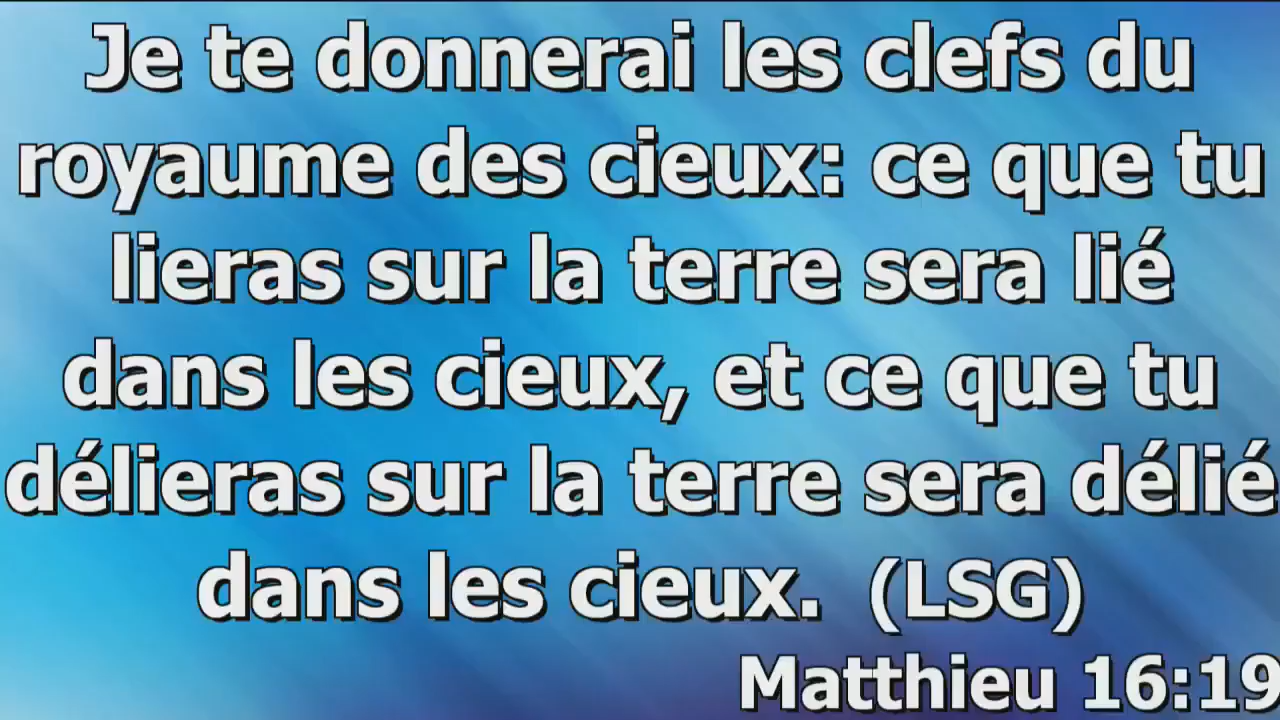 Je te donnerai les clefs du
royaume des cieux: ce que tu
lieras sur la terre sera lié
dans les cieux, et ce que tu
délieras sur la terre sera délié
dans les cieux.  (LSG)
Matthieu 16:19